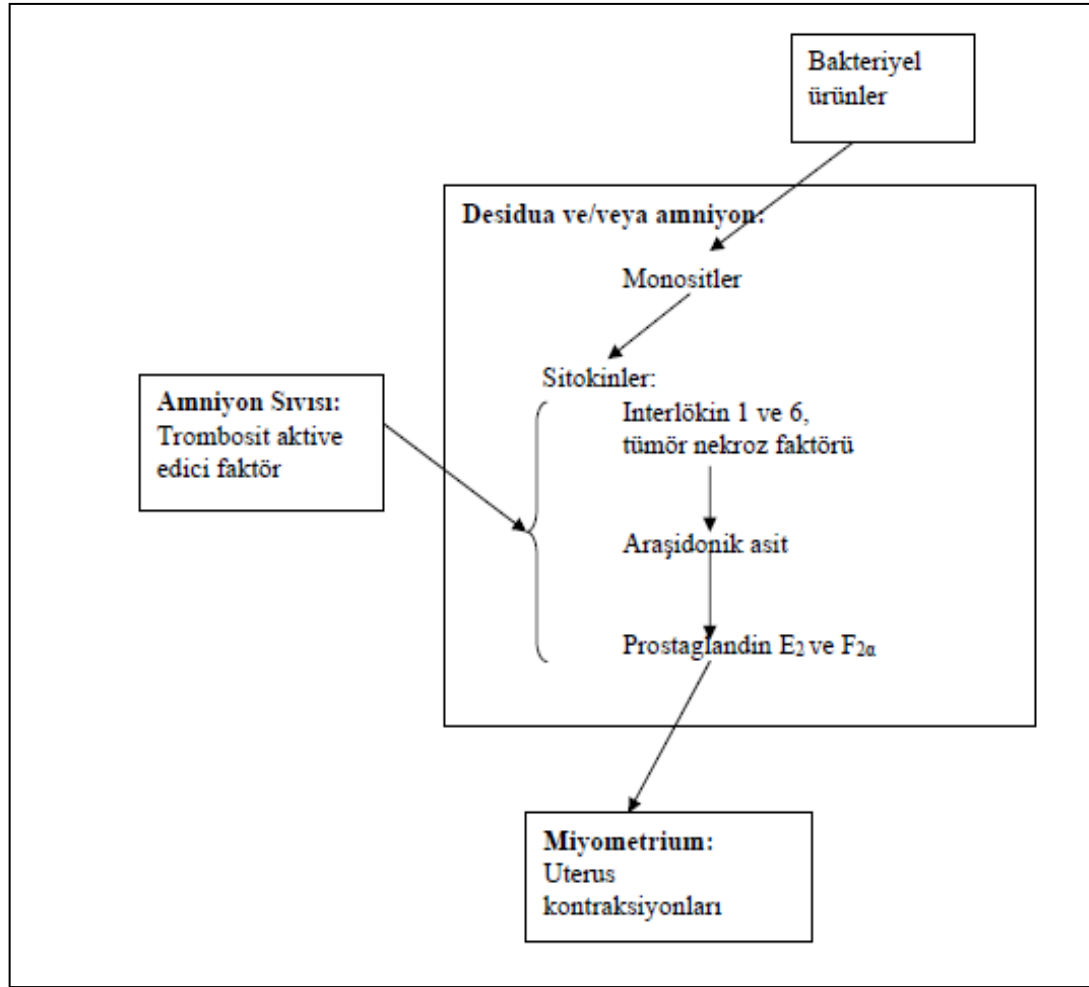 Bakteriyel
ürünler
Desidua ve/veya amniyon:
Monositler
Sitokinler:
Interlökin 1 ve 6,
tümör nekroz faktörü
Amniyon Sıvısı:
Trombosit aktive
edici faktör
Araşidonik asit
Prostaglandin E₂ ve F₂α
Miyometrium:
Uterus
kontraksiyonları